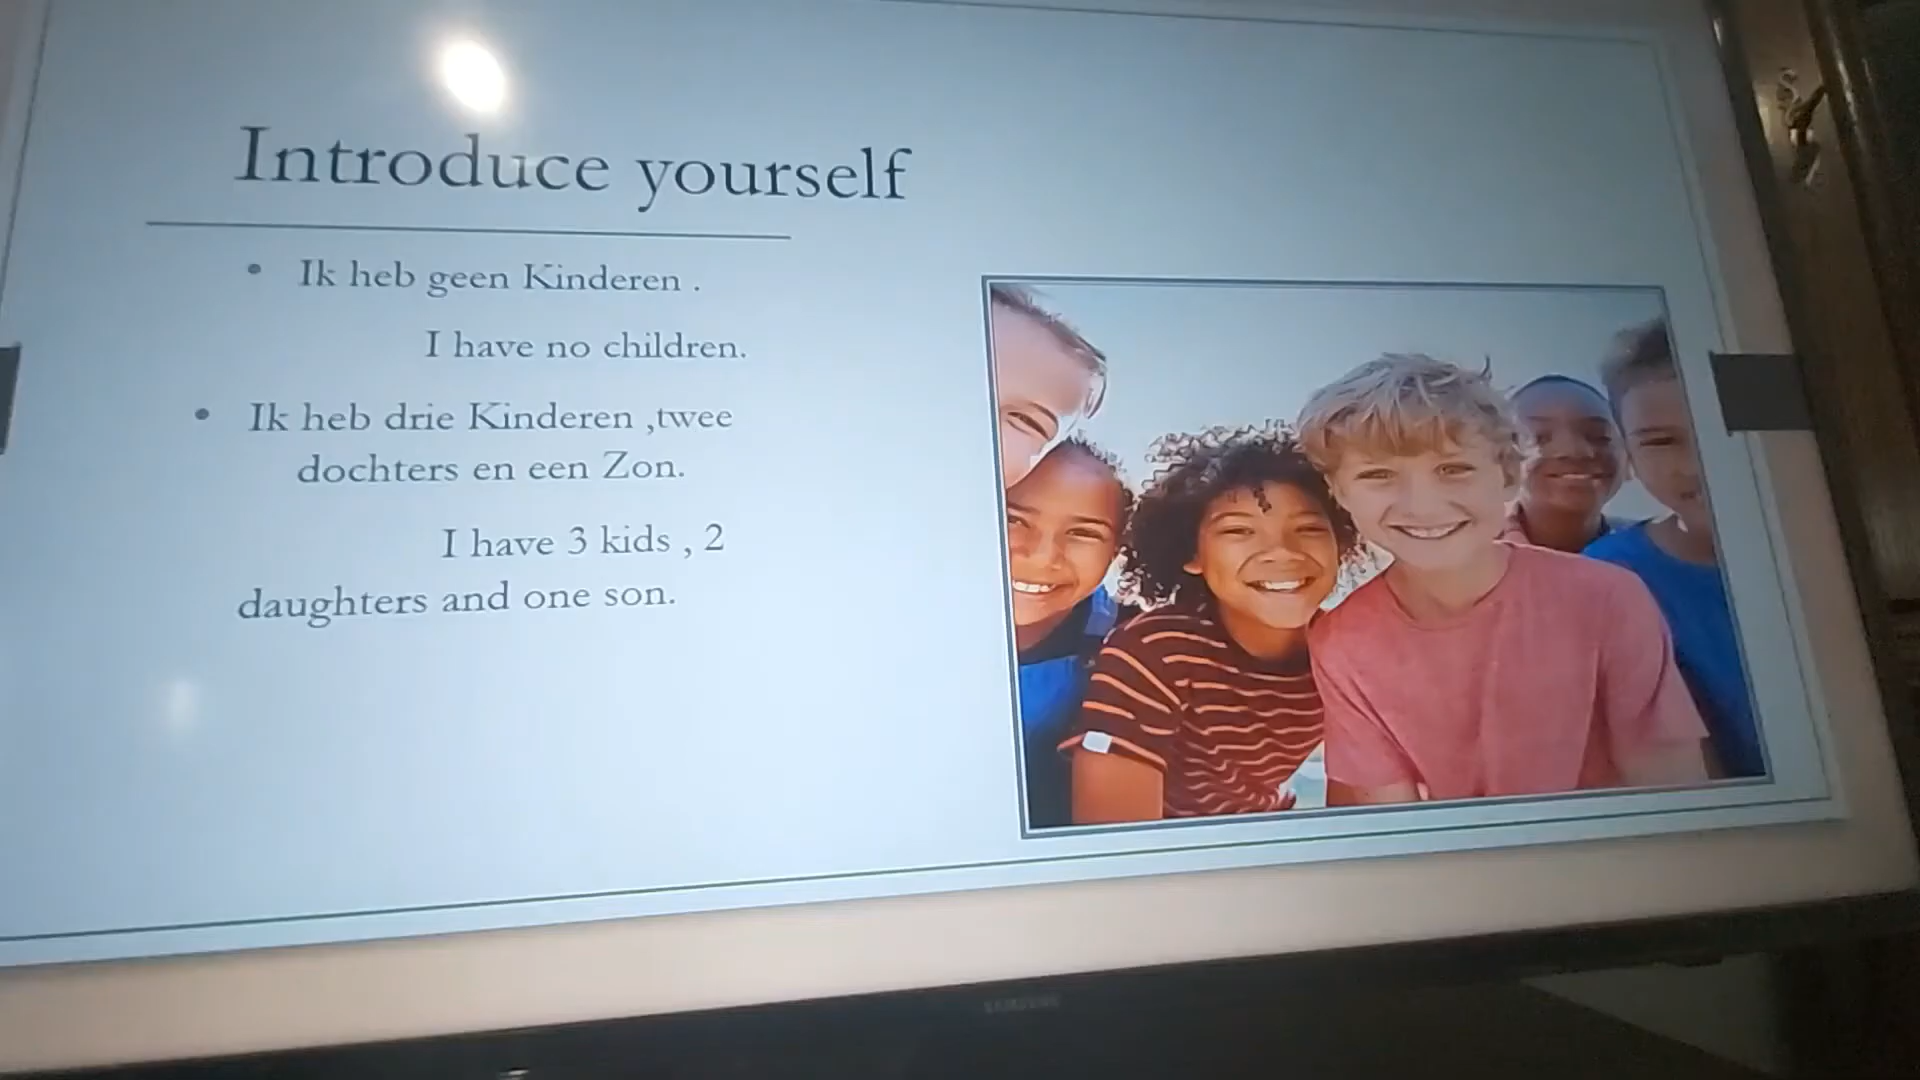 Introduce yourself
• Ik heb geen Kinderen .
I have no children.
• Ik heb drie Kinderen ,twee
dochters en een Zon.
I have 3 kids , 2
daughters and one son.
SAMSUNG